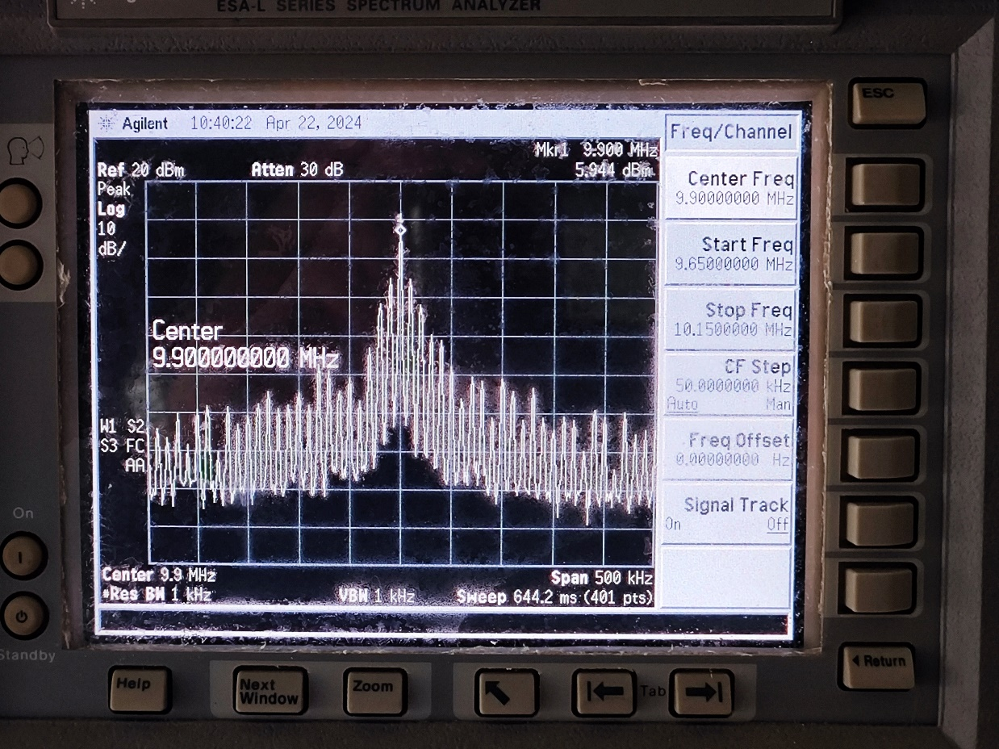 ESA-L SERIES SPECTRUM ANALYZER
Agilent 10:40:22 Apr 22, 2024
Freq/Channel
Mkr1 9.900 MHz
Ref 20 dBm Atten 30 dB 5.944 dBm
Peak
Log
10
dB/
Center
9.900000000 MHz
W1 S2
S3 FC
AA
Center 9.9 MHz Span 500 kHz
#Res BW 1 kHz VBW 1 kHz Sweep 644.2 ms (401 pts)
Center Freq
9.90000000 MHz
Start Freq
9.65000000 MHz
Stop Freq
10.1500000 MHz
CF Step
50.0000000 kHz
Auto Man
Freq Offset
0.00000000 Hz
Signal Track
On Off
ESC
Return
On
Standby
Help
Next
Window
Zoom
Tab